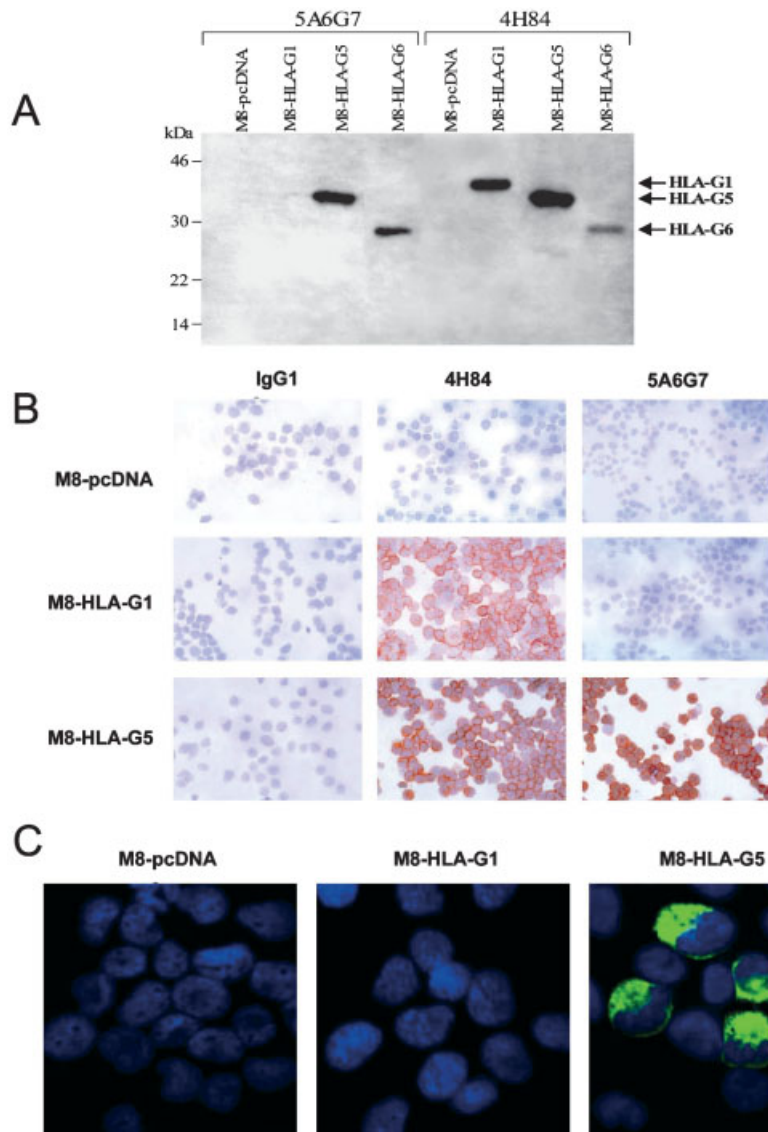 5A6G7 4H84
M8-pcDNA
M8-HLA-G1
M8-HLA-G5
M8-HLA-G6
M8-pcDNA
M8-HLA-G1
M8-HLA-G5
M8-HLA-G6
A
kDa
46
30
22
14
HLA-G1
HLA-G5
HLA-G6
B
IgG1 4H84 5A6G7
M8-pcDNA
M8-HLA-G1
M8-HLA-G5
C
M8-pcDNA M8-HLA-G1 M8-HLA-G5